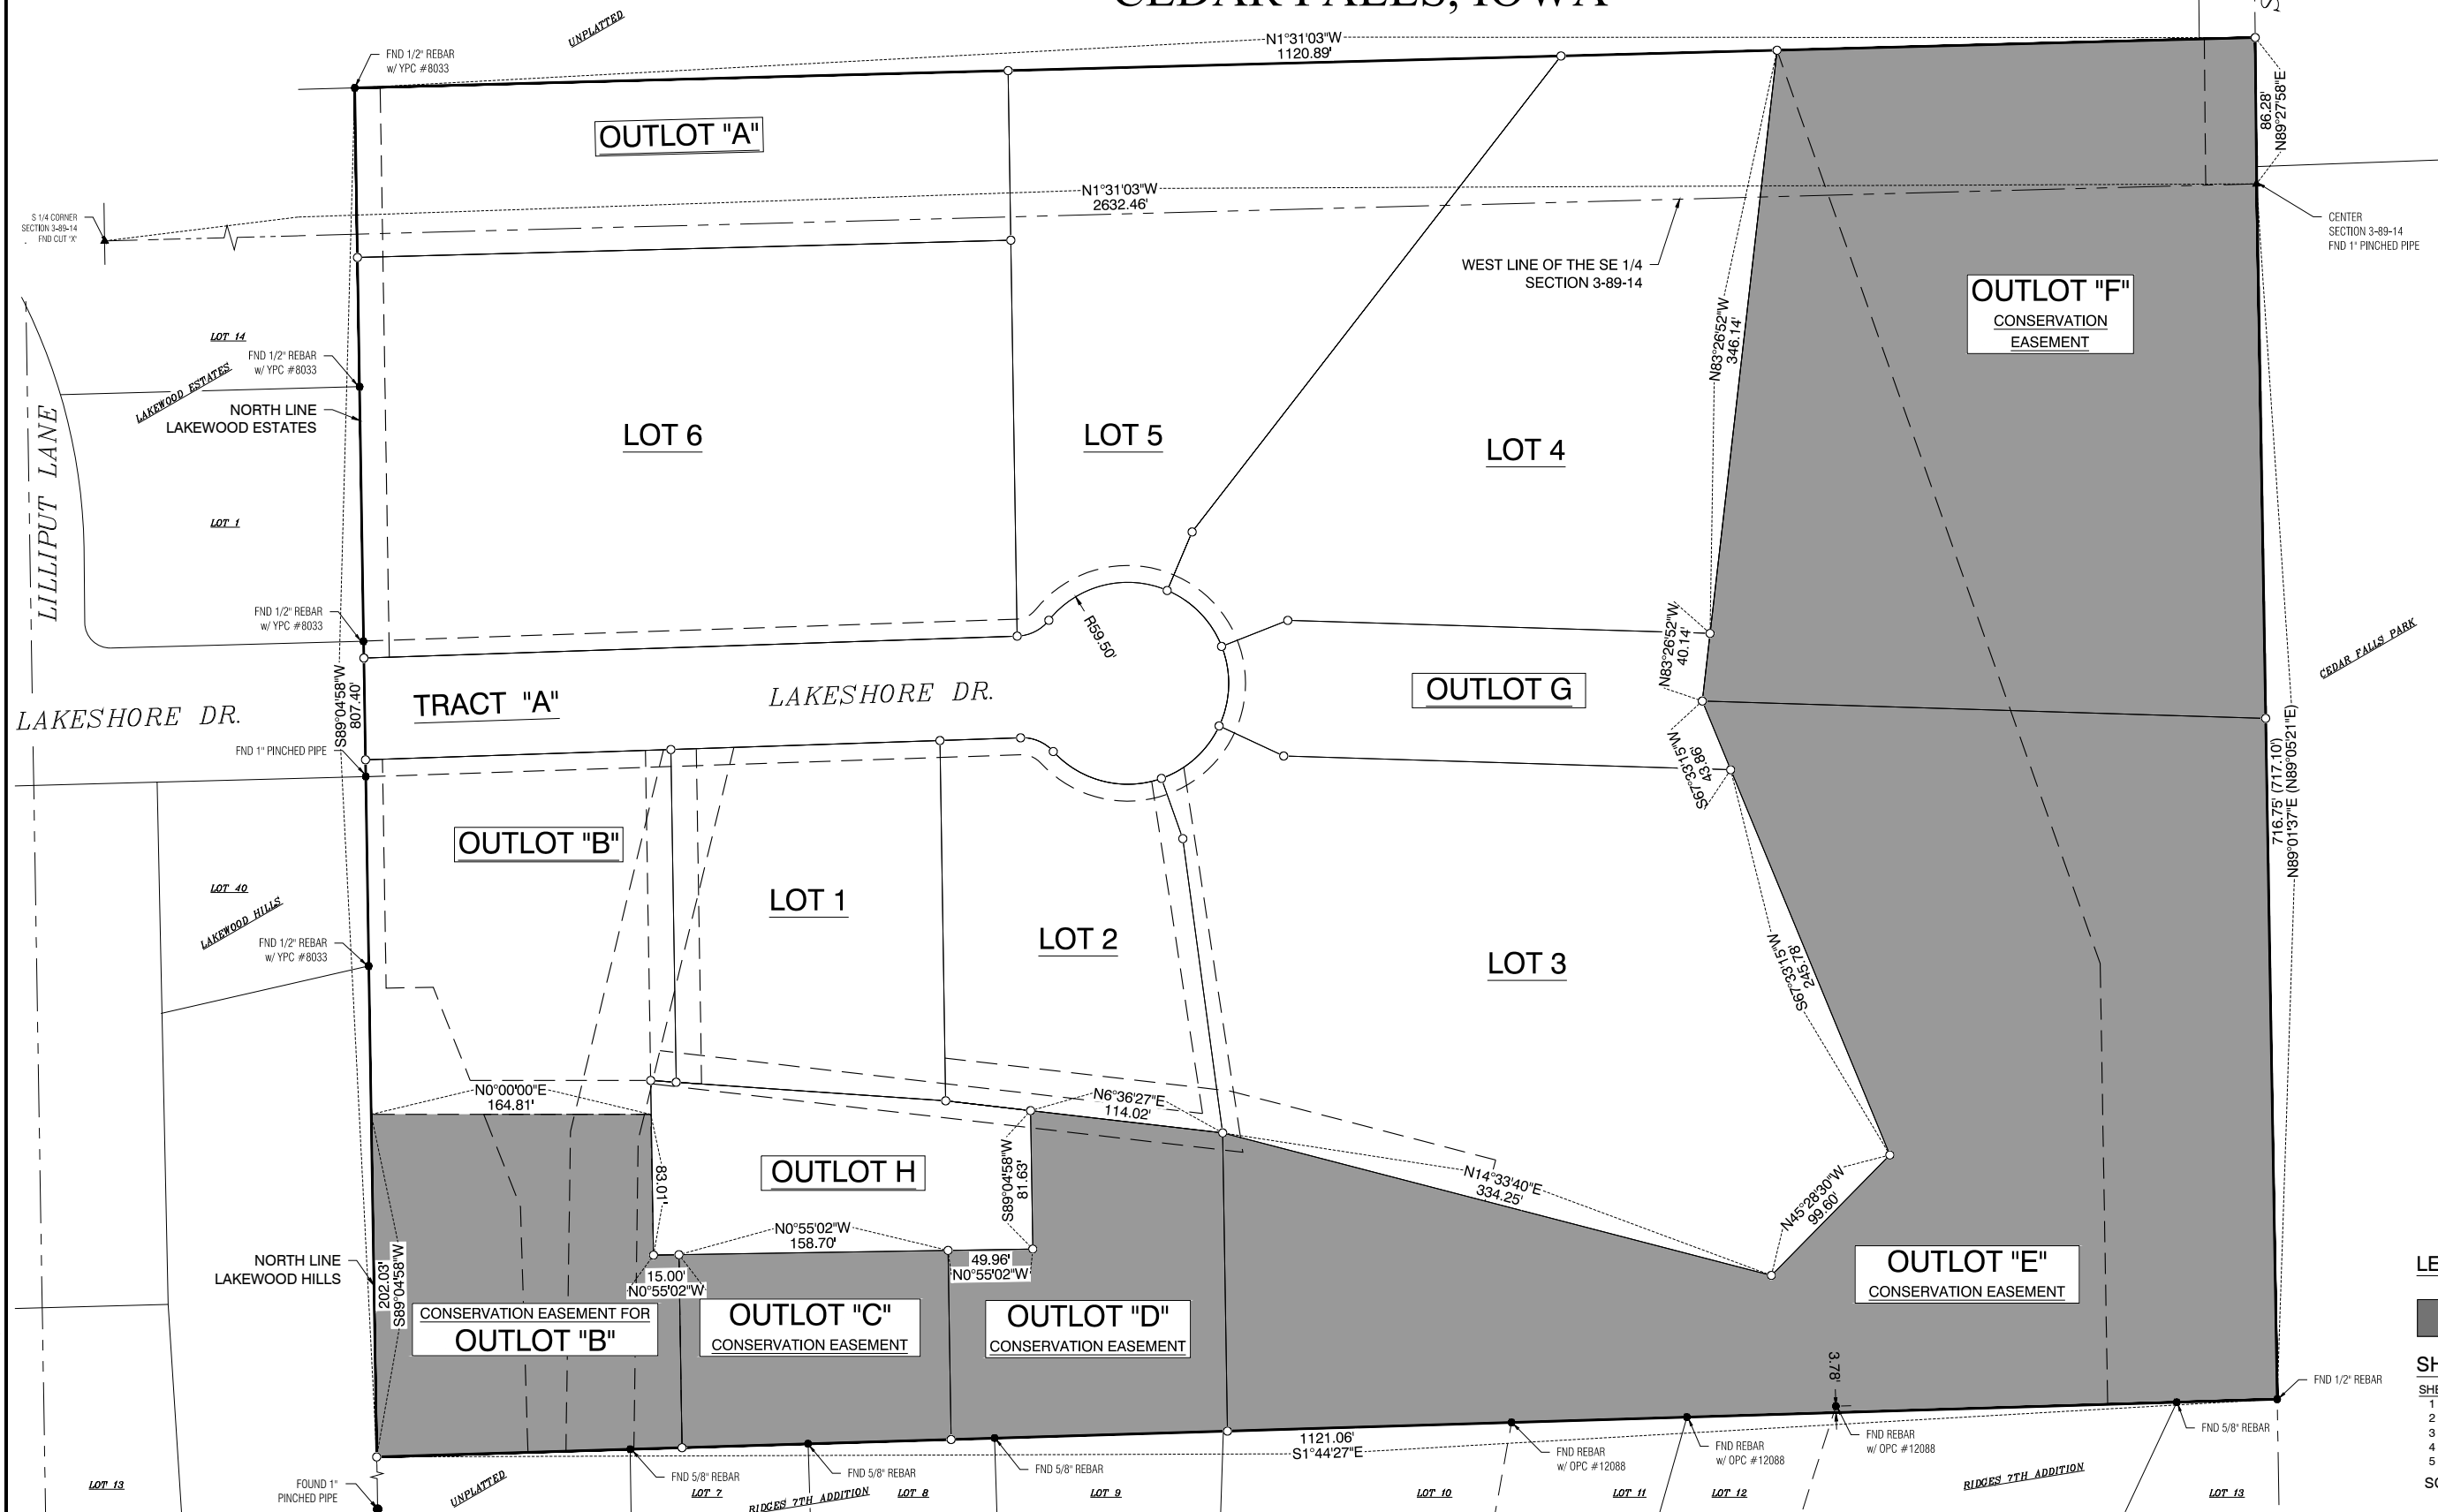 CEDAR FALLS, IOWA
UNPLATTED
FND 1/2" REBAR
w/ YPC #8033
N1°31'03"W
1120.89'
86.28'
N89°27'58"E
OUTLOT "A"
N1°31'03"W
2632.46'
S 1/4 CORNER
SECTION 3-89-14
FND CUT 'X'
CENTER
SECTION 3-89-14
FND 1" PINCHED PIPE
WEST LINE OF THE SE 1/4
SECTION 3-89-14
OUTLOT "F"
CONSERVATION
EASEMENT
N83°26'52"W
346.14'
LOT 14
FND 1/2" REBAR
w/ YPC #8033
LAKEWOOD ESTATES
NORTH LINE
LAKEWOOD ESTATES
LOT 6
LOT 5
LOT 4
LILLIPUT LANE
LOT 1
FND 1/2" REBAR
w/ YPC #8033
R59.50'
N83°26'52"W
40.14'
CEDAR FALLS PARK
OUTLOT G
TRACT "A"
LAKESHORE DR.
LAKESHORE DR.
S89°04'58"W
807.40'
FND 1" PINCHED PIPE
S67°33'15"W
43.86'
716.75' (717.10')
N89°01'37"E (N89°05'21"E)
OUTLOT "B"
LOT 40
LAKEWOOD HILLS
FND 1/2" REBAR
w/ YPC #8033
LOT 1
LOT 2
LOT 3
S67°33'15"W
245.78'
N0°00'00"E
164.81'
N6°36'27"E
114.02'
83.01'
OUTLOT H
S89°04'58"W
81.63'
N14°33'40"E
334.25'
N45°28'30"W
99.60'
N0°55'02"W
158.70'
49.96'
N0°55'02"W
15.00'
N0°55'02"W
NORTH LINE
LAKEWOOD HILLS
202.03'
S89°04'58"W
CONSERVATION EASEMENT FOR
OUTLOT "B"
OUTLOT "C"
CONSERVATION EASEMENT
OUTLOT "D"
CONSERVATION EASEMENT
OUTLOT "E"
CONSERVATION EASEMENT
LE
SH
SHE
1
2
3
4
5
SC
3.78'
FND 1/2" REBAR
FND 5/8" REBAR
FND REBAR
w/ OPC #12088
FND REBAR
w/ OPC #12088
FND REBAR
w/ OPC #12088
1121.06'
S1°44'27"E
FND 5/8" REBAR
FND 5/8" REBAR
FND 5/8" REBAR
FOUND 1"
PINCHED PIPE
UNPLATTED
LOT 13
LOT 7
RIDGES 7TH ADDITION
LOT 8
LOT 9
LOT 10
LOT 11
LOT 12
RIDGES 7TH ADDITION
LOT 13